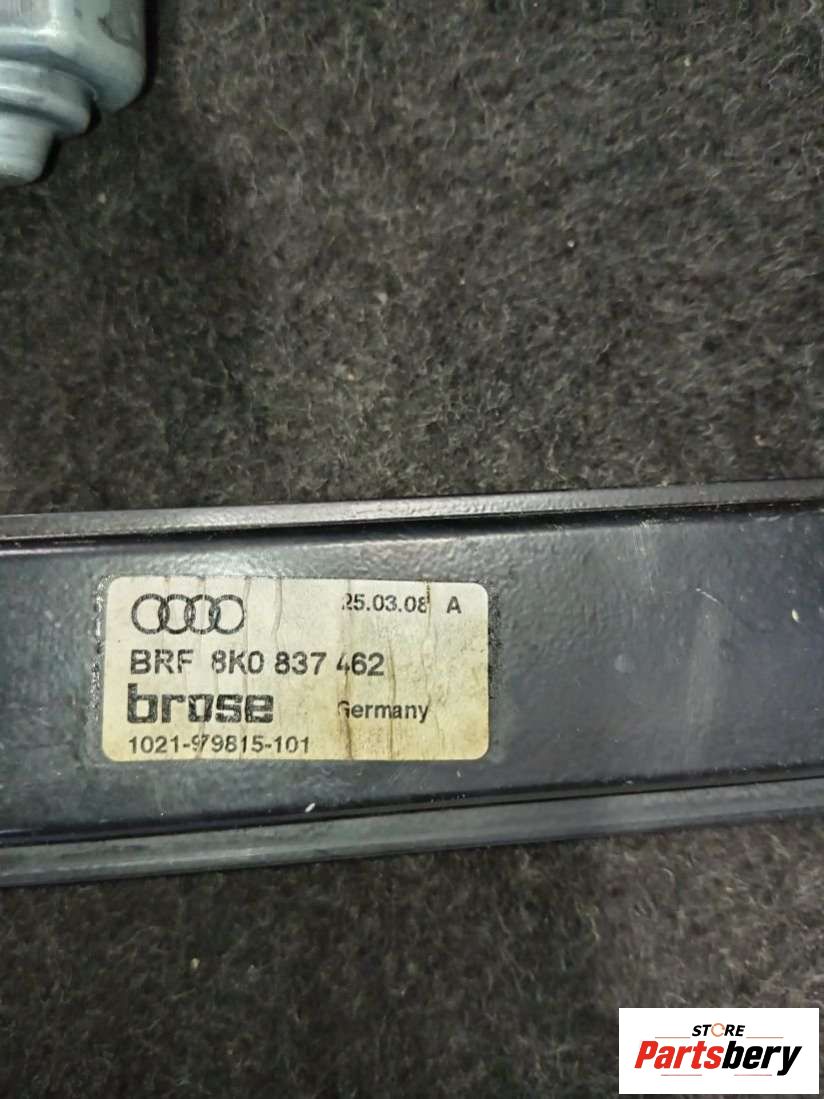 25.03.08 A
BRF 8K0 837 462
brose Germany
1021-979815-101
STORE
Partsbery